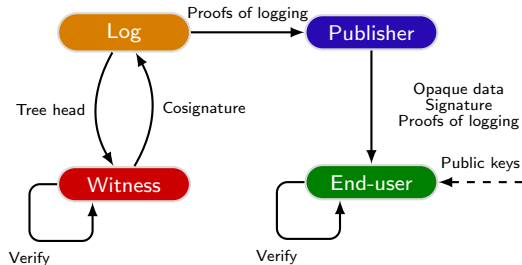 Proofs of logging
Log
Publisher
Tree head
Cosignature
Opaque data
Signature
Proofs of logging
Public keys
Witness
End-user
Verify
Verify